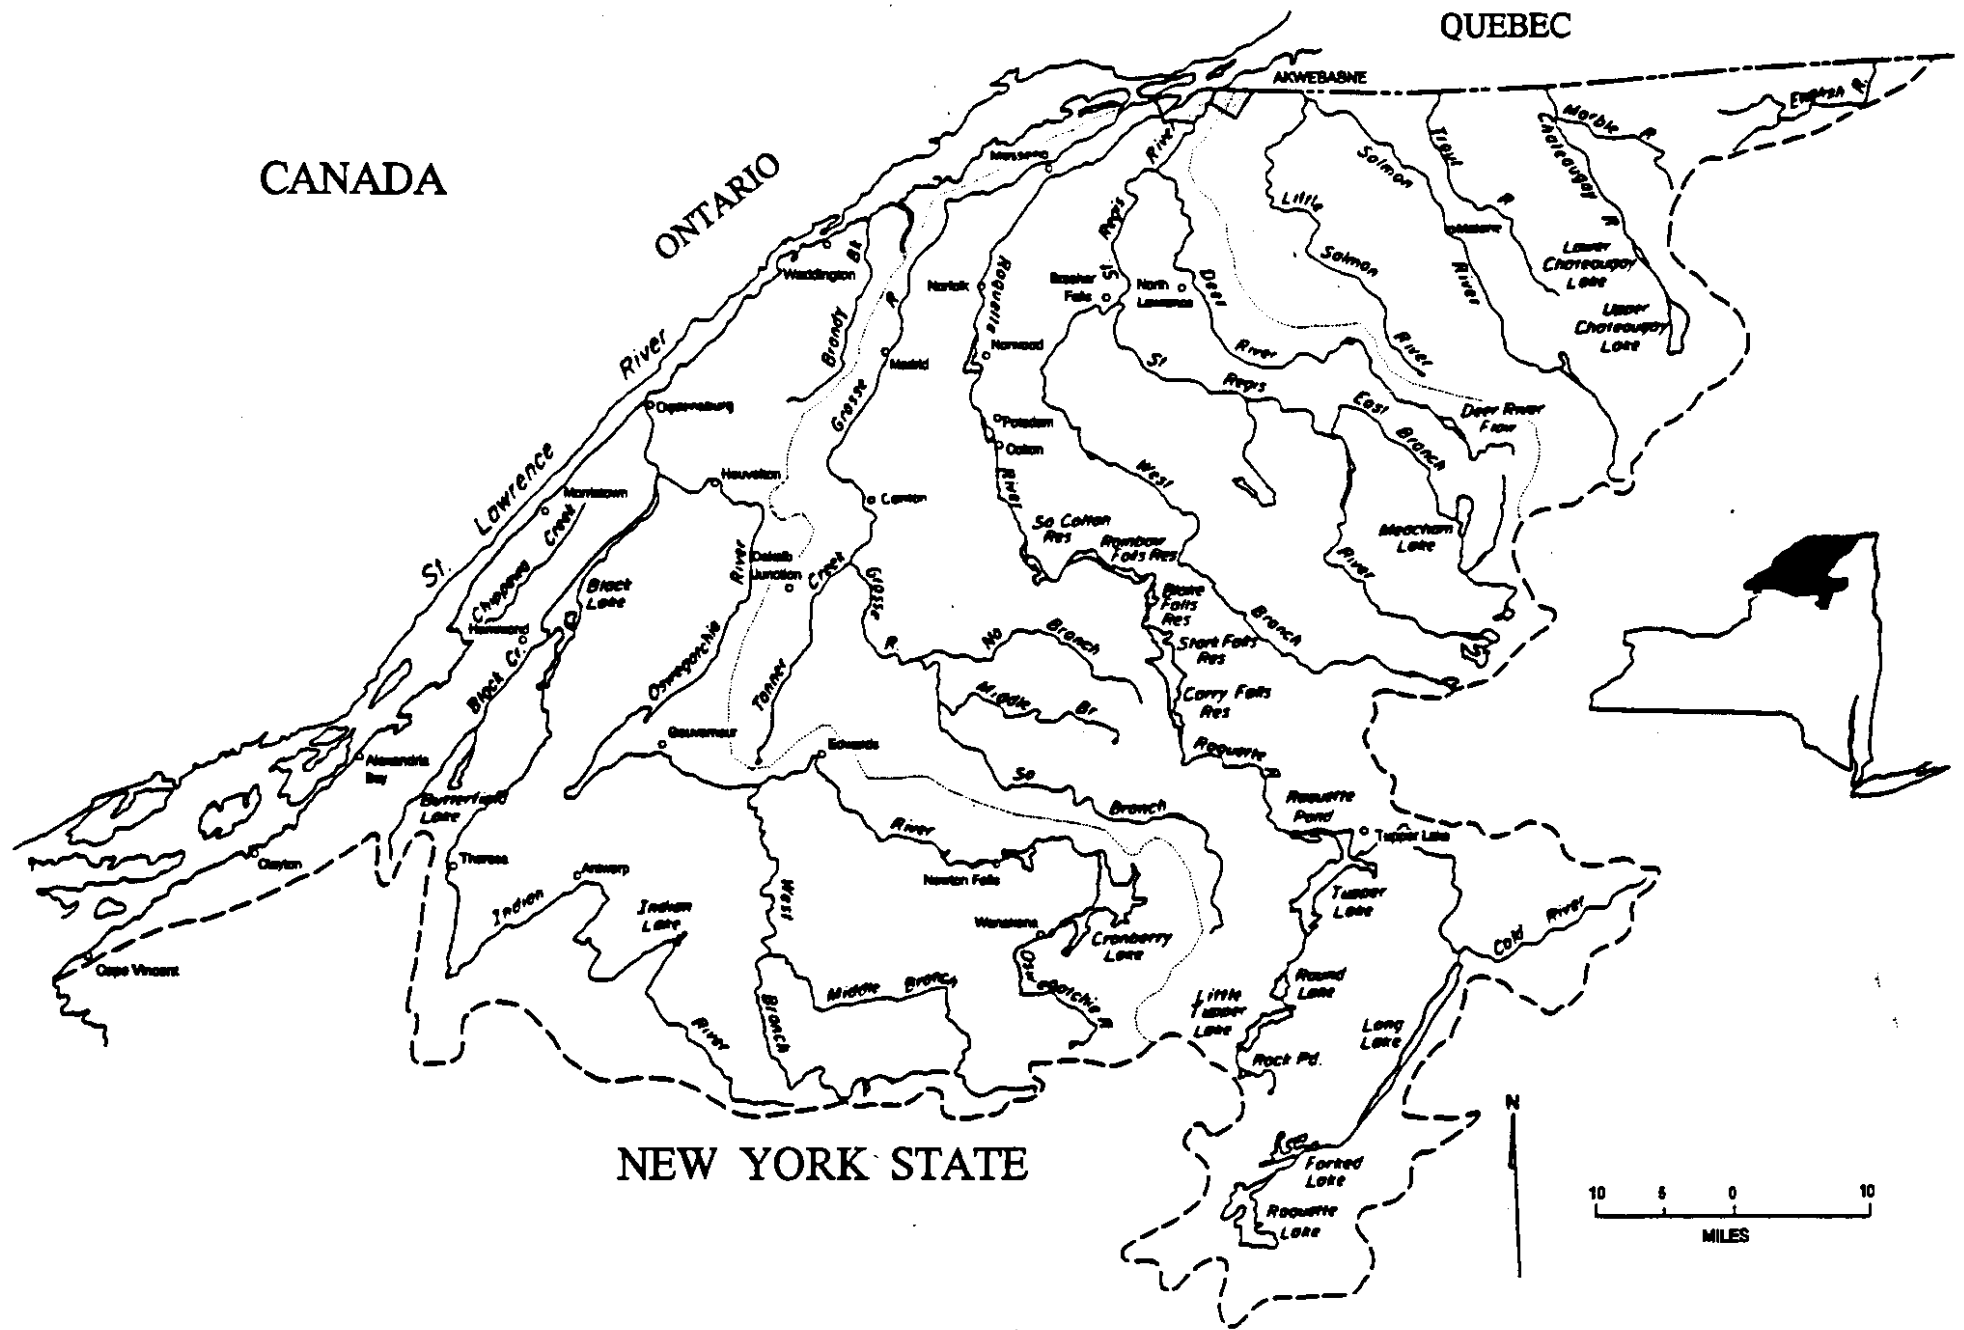 QUEBEC
CANADA
ONTARIO
AKWEBABNE
Marble R
English R.
Chateaugay R
Trout R
Salmon River
Little Salmon River
Massena
St Regis River
Malone
Lower
Chateaugay
Lake
Upper
Chateaugay
Lake
Waddington
Brandy Bk
Norfolk
Raquette River
Brasher
Falls
North
Lawrence
Deer River
Norwood
Madrid
Grasse R
St. Lawrence River
Ogdensburg
Potsdam
Colton
St Regis River
East Branch
Deer River
Flow
Heuvelton
Morristown
Canton
West Branch
Meacham
Lake
So Colton
Res
Rainbow
Falls Res
Blake
Falls
Res
Stark Falls
Res
Carry Falls
Res
Chippewa Creek
Hammond
Black
Lake
Black Cr.
Dekalb
Junction
Oswegatchie River
Tanner Creek
Grasse R.
No Branch
Middle Br
So Branch
Gouverneur
Edwards
Raquette
Raquette
Pond
Tupper Lake
Alexandria
Bay
Butterfield
Lake
Clayton
Theresa
Antwerp
Indian River
Indian
Lake
West Branch
River
Newton Falls
Wanakena
Cranberry
Lake
Oswegatchie R
Middle Branch
Tupper
Lake
Cold River
Cape Vincent
Round
Lake
Little
Tupper
Lake
Long
Lake
Rock Pd.
NEW YORK STATE
Forked
Lake
Raquette
Lake
N
10 5 0 10
MILES